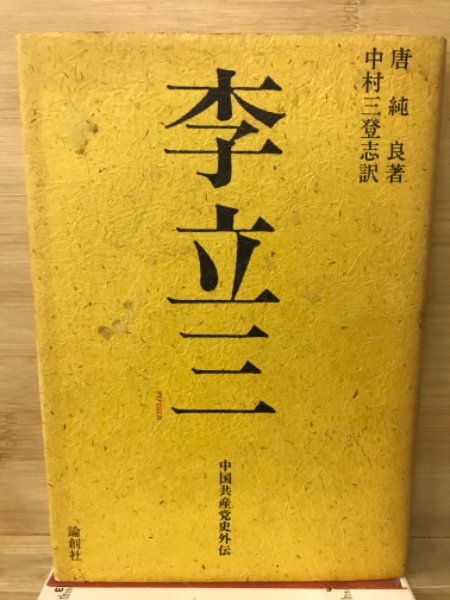 唐純良著
中村三登志訳
李立三
中国共産党史外伝
論創社